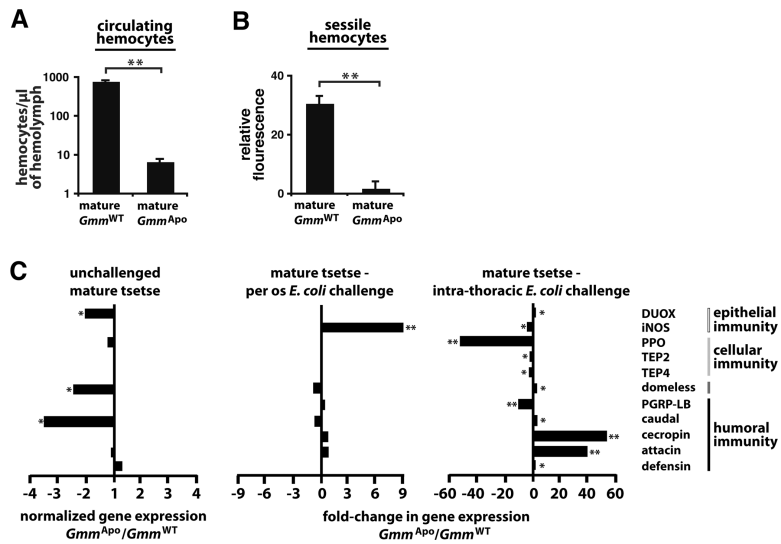 A
circulating
hemocytes
**
hemocytes/µl
of hemolymph
1000
100
10
1
mature
GmmWT
mature
GmmApo
B
sessile
hemocytes
**
relative
flourescence
40
20
0
mature
GmmWT
mature
GmmApo
C
unchallenged
mature tsetse
*
*
*
-4 -3 -2 -1 1 2 3 4
normalized gene expression
GmmApo/GmmWT
mature tsetse -
per os E. coli challenge
**
-9 -6 -3 0 3 6 9
mature tsetse -
intra-thoracic E. coli challenge
*
*
**
*
*
*
**
*
**
**
*
-60 -40 -20 0 20 40 60
fold-change in gene expression
GmmApo/GmmWT
DUOX
iNOS
PPO
TEP2
TEP4
domeless
PGRP-LB
caudal
cecropin
attacin
defensin
epithelial
immunity
cellular
immunity
humoral
immunity